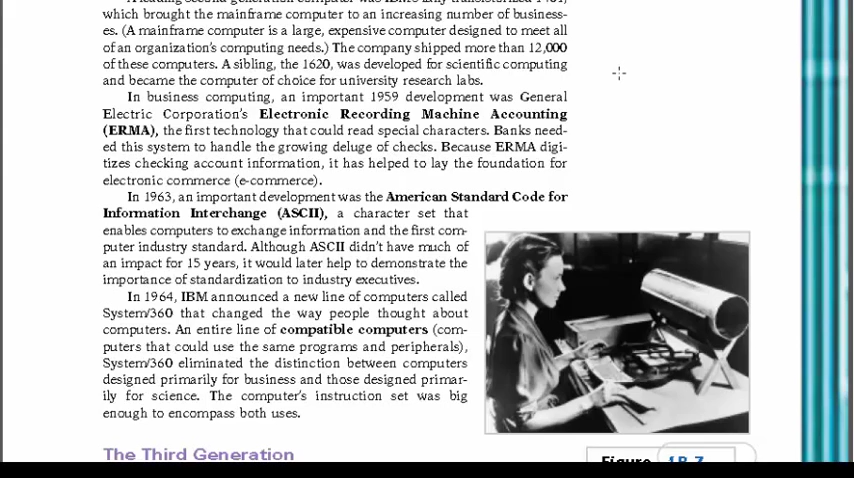 which brought the mainframe computer to an increasing number of business-
es. (A mainframe computer is a large, expensive computer designed to meet all
of an organization's computing needs.) The company shipped more than 12,000
of these computers. A sibling, the 1620, was developed for scientific computing
and became the computer of choice for university research labs.
In business computing, an important 1959 development was General
Electric Corporation's Electronic Recording Machine Accounting
(ERMA), the first technology that could read special characters. Banks need-
ed this system to handle the growing deluge of checks. Because ERMA digi-
tizes checking account information, it has helped to lay the foundation for
electronic commerce (e-commerce).
In 1963, an important development was the American Standard Code for
Information Interchange (ASCII), a character set that
enables computers to exchange information and the first com-
puter industry standard. Although ASCII didn't have much of
an impact for 15 years, it would later help to demonstrate the
importance of standardization to industry executives.
In 1964, IBM announced a new line of computers called
System/360 that changed the way people thought about
computers. An entire line of compatible computers (com-
puters that could use the same programs and peripherals),
System/360 eliminated the distinction between computers
designed primarily for business and those designed primar-
ily for science. The computer's instruction set was big
enough to encompass both uses.
The Third Generation
Figure 1B.7